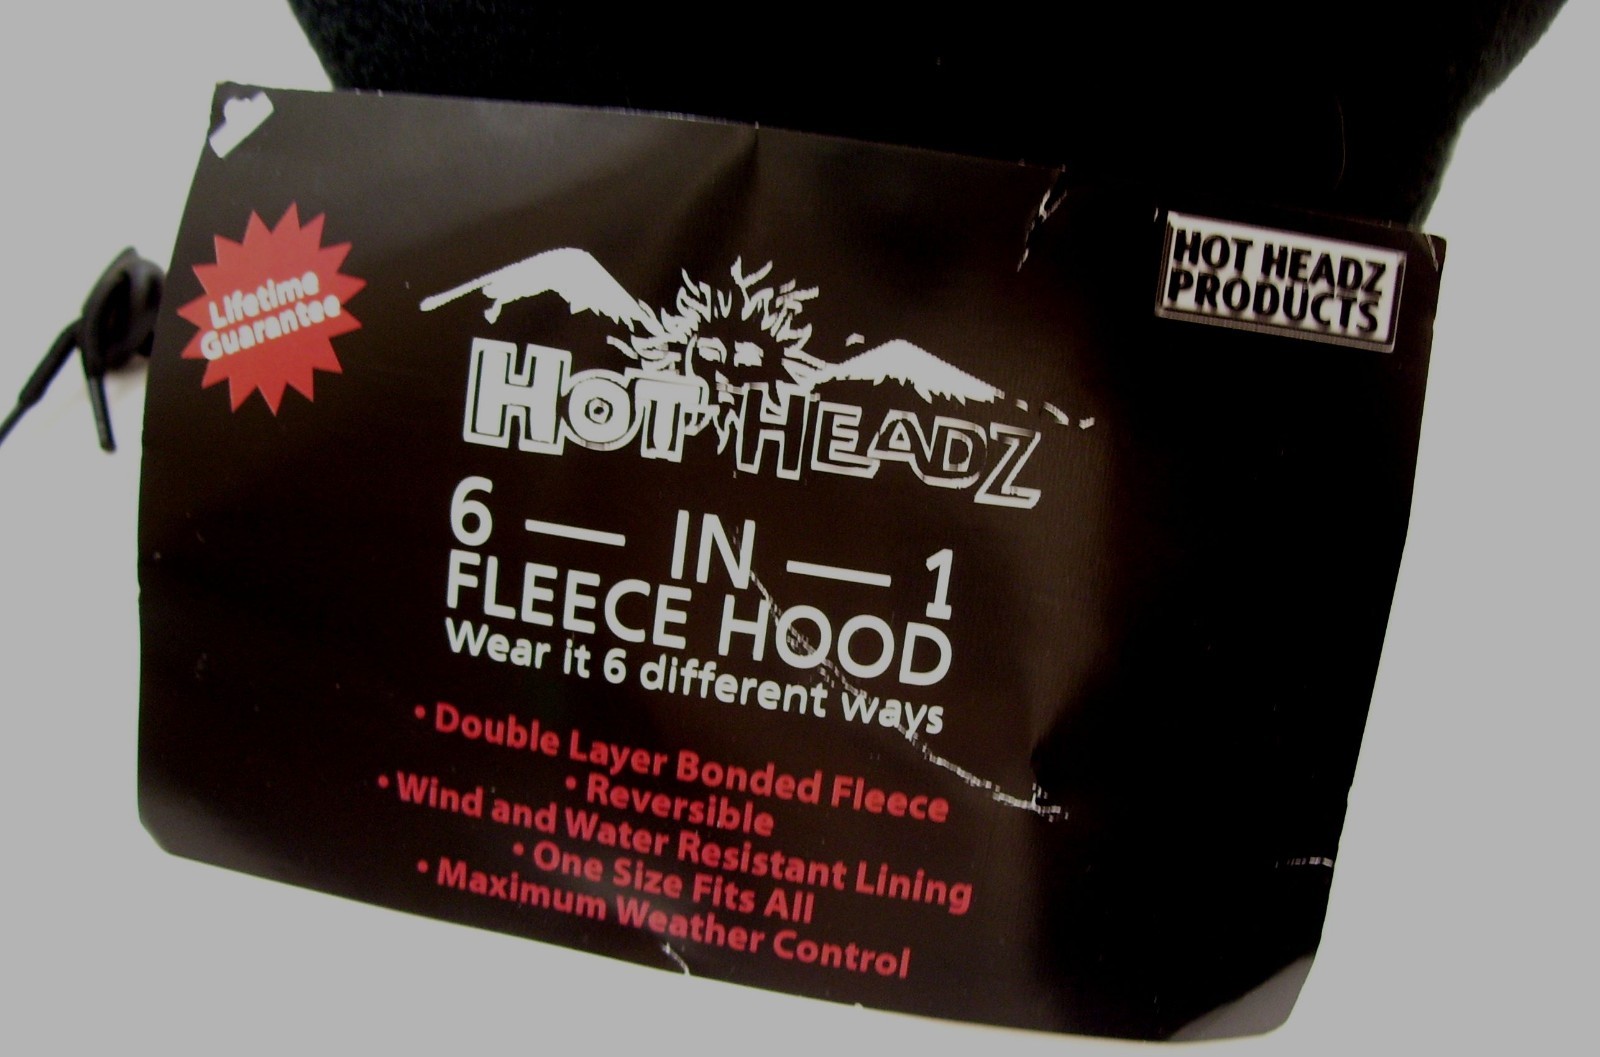 Lifetime
Guarantee
HOT HEADZ
PRODUCTS
HOT HEADZ
6 — IN — 1
FLEECE HOOD
Wear it 6 different ways
• Double Layer Bonded Fleece
• Reversible
• Wind and Water Resistant Lining
• One Size Fits All
• Maximum Weather Control